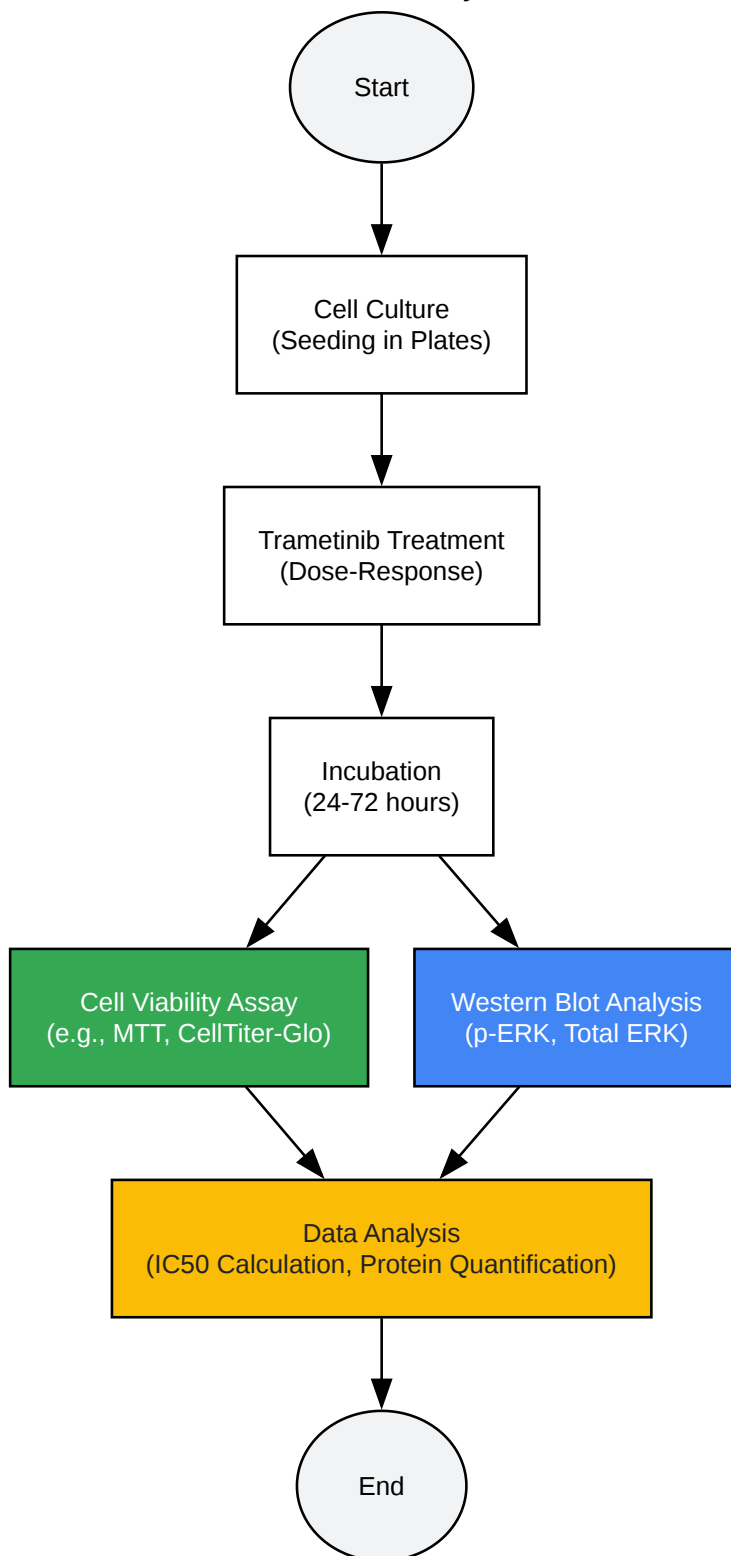 Start
Cell Culture
(Seeding in Plates)
Trametinib Treatment
(Dose-Response)
Incubation
(24-72 hours)
Cell Viability Assay
(e.g., MTT, CellTiter-Glo)
Western Blot Analysis
(p-ERK, Total ERK)
Data Analysis
(IC50 Calculation, Protein Quantification)
End